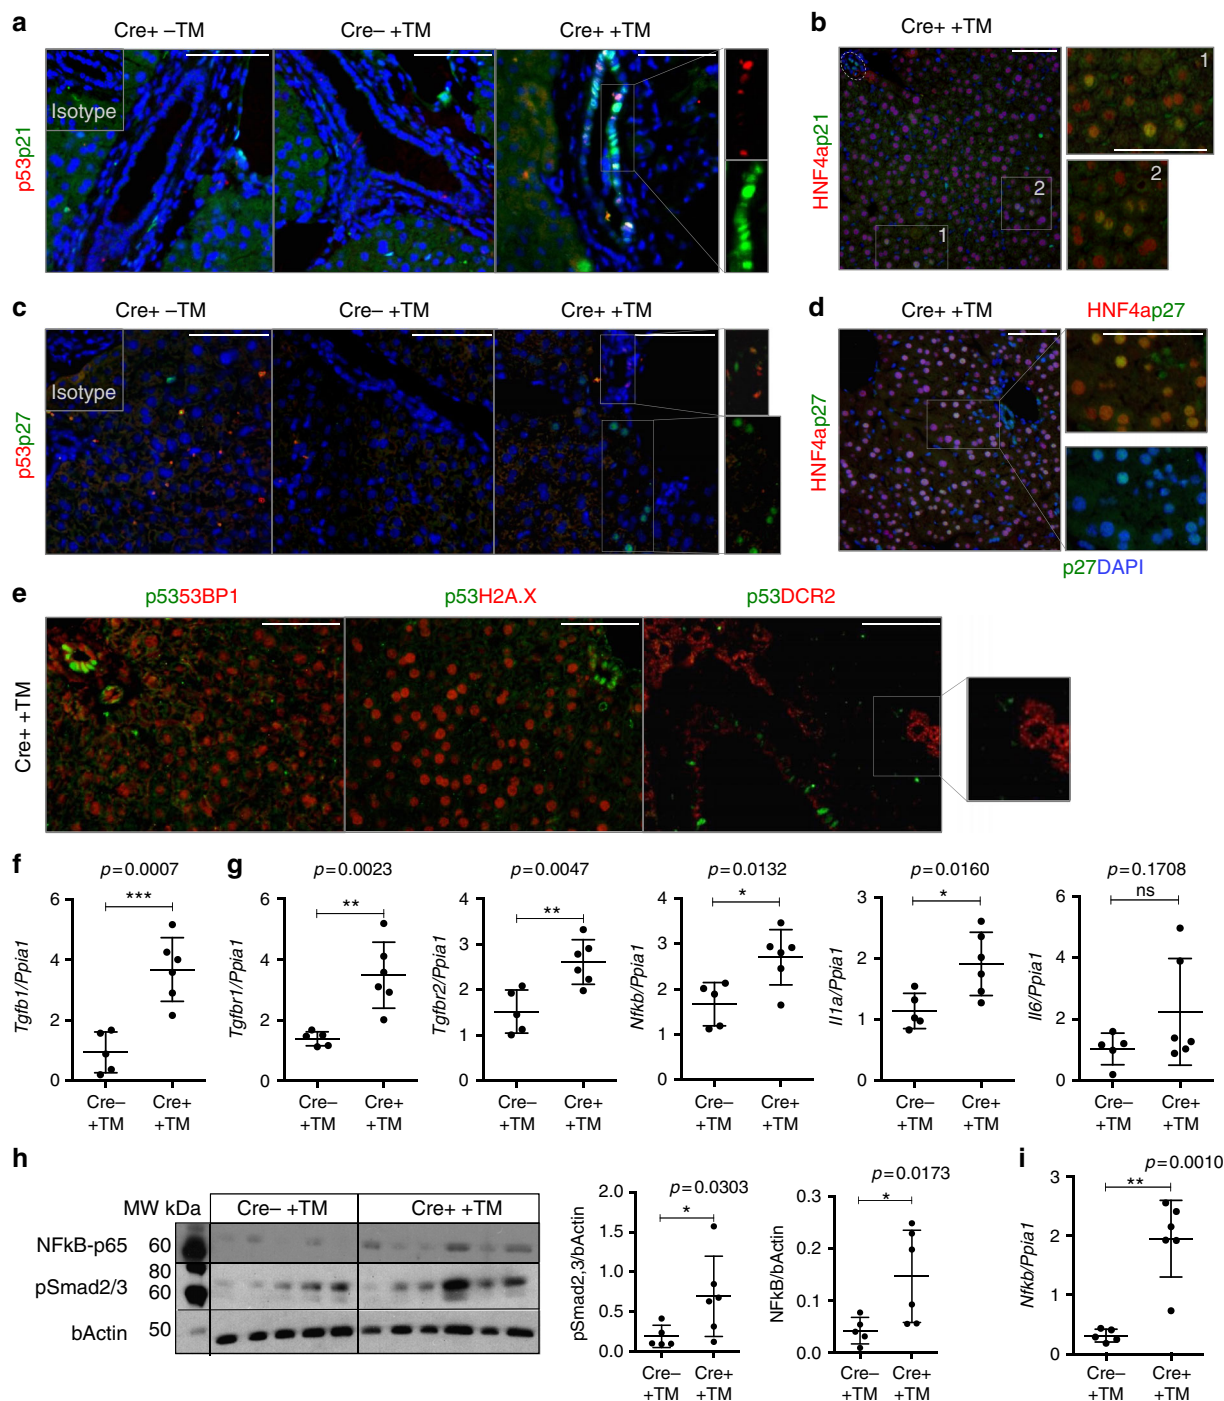 a
Cre+ –TM
Cre– +TM
Cre+ +TM
Isotype
p53p21
b
Cre+ +TM
HNF4ap21
1
2
1
2
c
Cre+ –TM
Cre– +TM
Cre+ +TM
Isotype
p53p27
d
Cre+ +TM
HNF4ap27
HNF4ap27
p27DAPI
e
p5353BP1
p53H2A.X
p53DCR2
Cre+ +TM
f
p=0.0007
***
Tgfb1/Ppia1
6
4
2
0
Cre–
+TM
Cre+
+TM
g
p=0.0023
**
Tgfbr1/Ppia1
6
4
2
0
Cre–
+TM
Cre+
+TM
p=0.0047
**
Tgfbr2/Ppia1
4
3
2
1
0
Cre–
+TM
Cre+
+TM
p=0.0132
*
Nfkb/Ppia1
4
3
2
1
0
Cre–
+TM
Cre+
+TM
p=0.0160
*
Il1a/Ppia1
3
2
1
0
Cre–
+TM
Cre+
+TM
p=0.1708
ns
Il6/Ppia1
6
4
2
0
Cre–
+TM
Cre+
+TM
h
MW kDa
Cre– +TM
Cre+ +TM
NFkB-p65
60
pSmad2/3
80
60
bActin
50
p=0.0303
*
pSmad2,3/bActin
2.0
1.5
1.0
0.5
0.0
Cre–
+TM
Cre+
+TM
p=0.0173
*
NFkB/bActin
0.3
0.2
0.1
0.0
Cre–
+TM
Cre+
+TM
i
p=0.0010
**
Nfkb/Ppia1
3
2
1
0
Cre–
+TM
Cre+
+TM